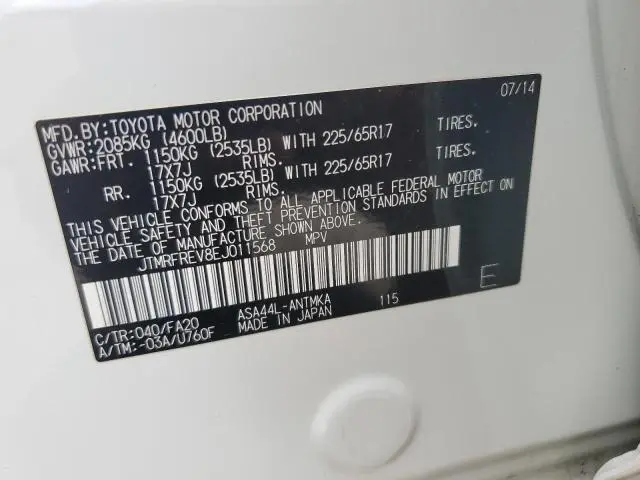 MFD.BY:TOYOTA MOTOR CORPORATION 07/14
GVWR:2085KG (4600LB)
GAWR:FRT. 1150KG (2535LB) WITH 225/65R17 TIRES.
17X7J RIMS.
RR. 1150KG (2535LB) WITH 225/65R17 TIRES.
17X7J RIMS.
THIS VEHICLE CONFORMS TO ALL APPLICABLE FEDERAL MOTOR
VEHICLE SAFETY AND THEFT PREVENTION STANDARDS IN EFFECT ON
THE DATE OF MANUFACTURE SHOWN ABOVE.
JTMRFREV8EJ011568 MPV
E
C/TR:040/FA20 ASA44L-ANTMKA 115
A/TM:-03A/U760F MADE IN JAPAN